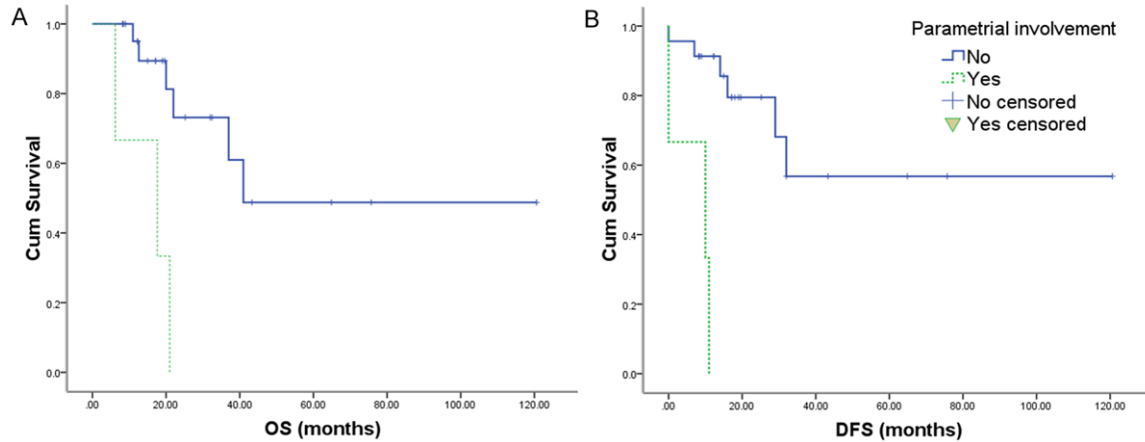 A
Cum Survival
1.0
0.8
0.6
0.4
0.2
0.0
.00 20.00 40.00 60.00 80.00 100.00 120.00
OS (months)
B
Parametrial involvement
No
Yes
No censored
Yes censored
Cum Survival
1.0
0.8
0.6
0.4
0.2
0.0
.00 20.00 40.00 60.00 80.00 100.00 120.00
DFS (months)